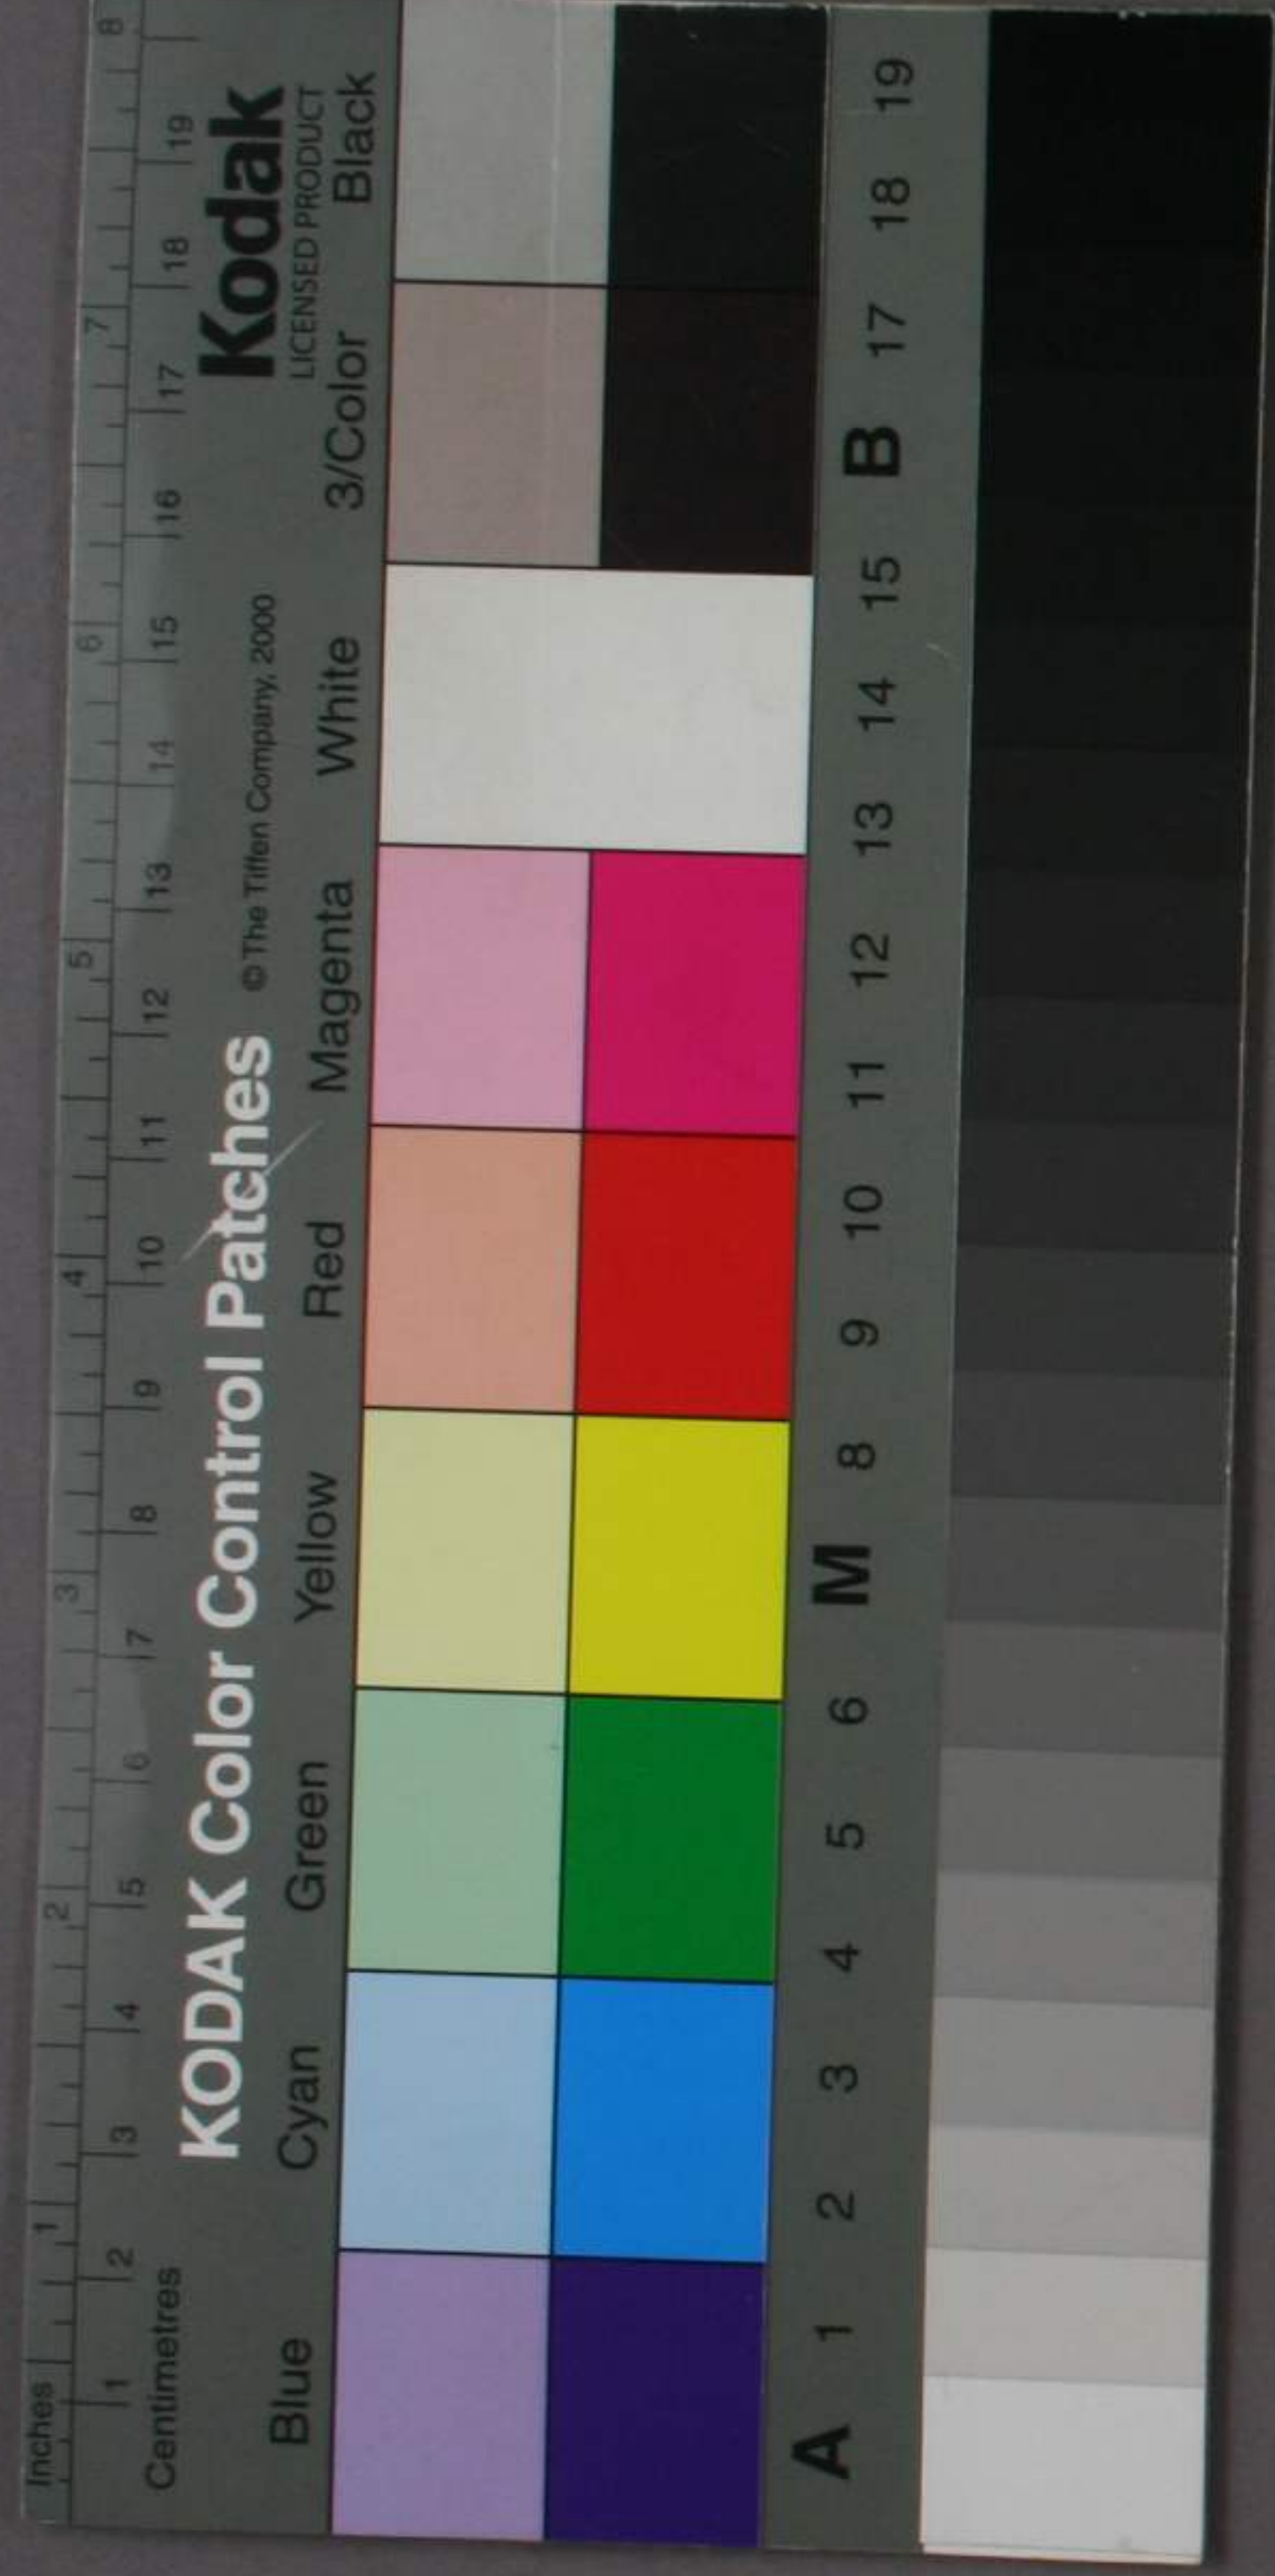 Inches 1 2 3 4 5 6 7 8
1 2 3 4 5 6 7 8 9 10 11 12 13 14 15 16 17 18 19
Centimetres
KODAK Color Control Patches © The Tiffen Company, 2000 Kodak
LICENSED PRODUCT
Blue Cyan Green Yellow Red Magenta White 3/Color Black
A 1 2 3 4 5 6 M 8 9 10 11 12 13 14 15 B 17 18 19